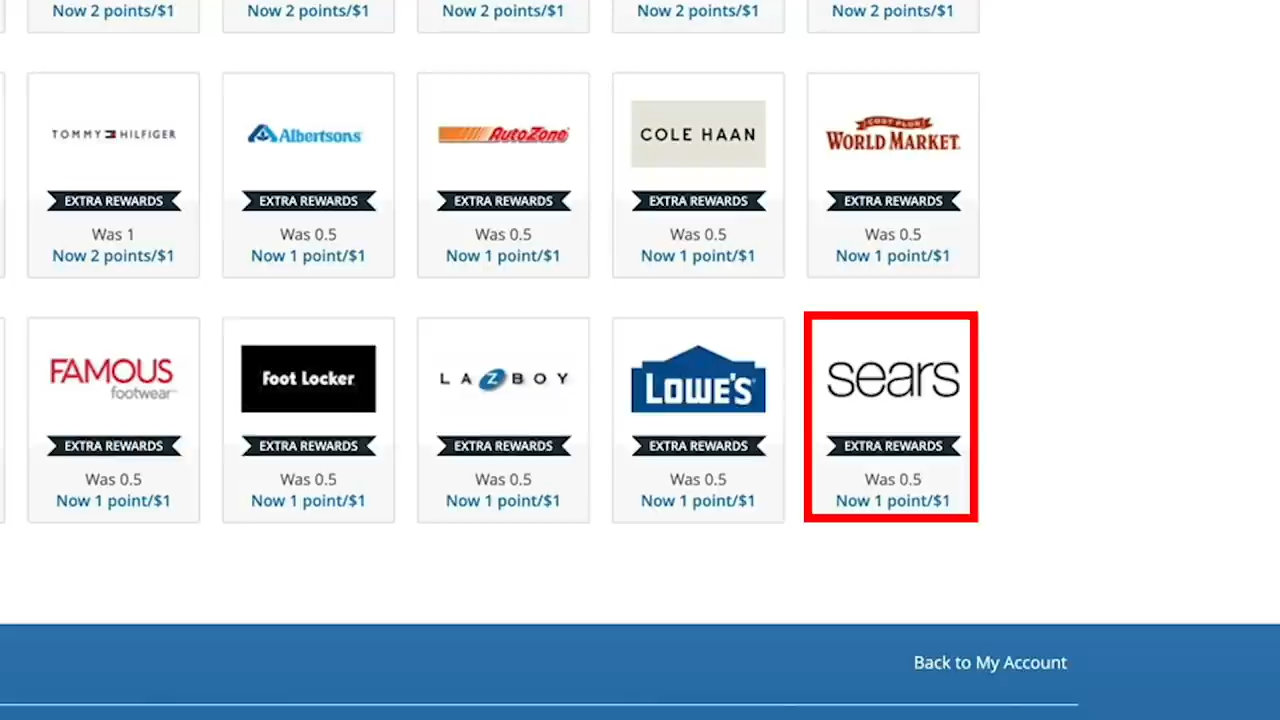 Now 2 points/$1
Now 2 points/$1
Now 2 points/$1
Now 2 points/$1
Now 2 points/$1
TOMMY HILFIGER
EXTRA REWARDS
Was 1
Now 2 points/$1
Albertsons
EXTRA REWARDS
Was 0.5
Now 1 point/$1
AutoZone
EXTRA REWARDS
Was 0.5
Now 1 point/$1
COLE HAAN
EXTRA REWARDS
Was 0.5
Now 1 point/$1
COST PLUS
WORLD MARKET.
EXTRA REWARDS
Was 0.5
Now 1 point/$1
FAMOUS
footwear
EXTRA REWARDS
Was 0.5
Now 1 point/$1
Foot Locker
EXTRA REWARDS
Was 0.5
Now 1 point/$1
LAZBOY
EXTRA REWARDS
Was 0.5
Now 1 point/$1
LOWE'S
EXTRA REWARDS
Was 0.5
Now 1 point/$1
sears
EXTRA REWARDS
Was 0.5
Now 1 point/$1
Back to My Account